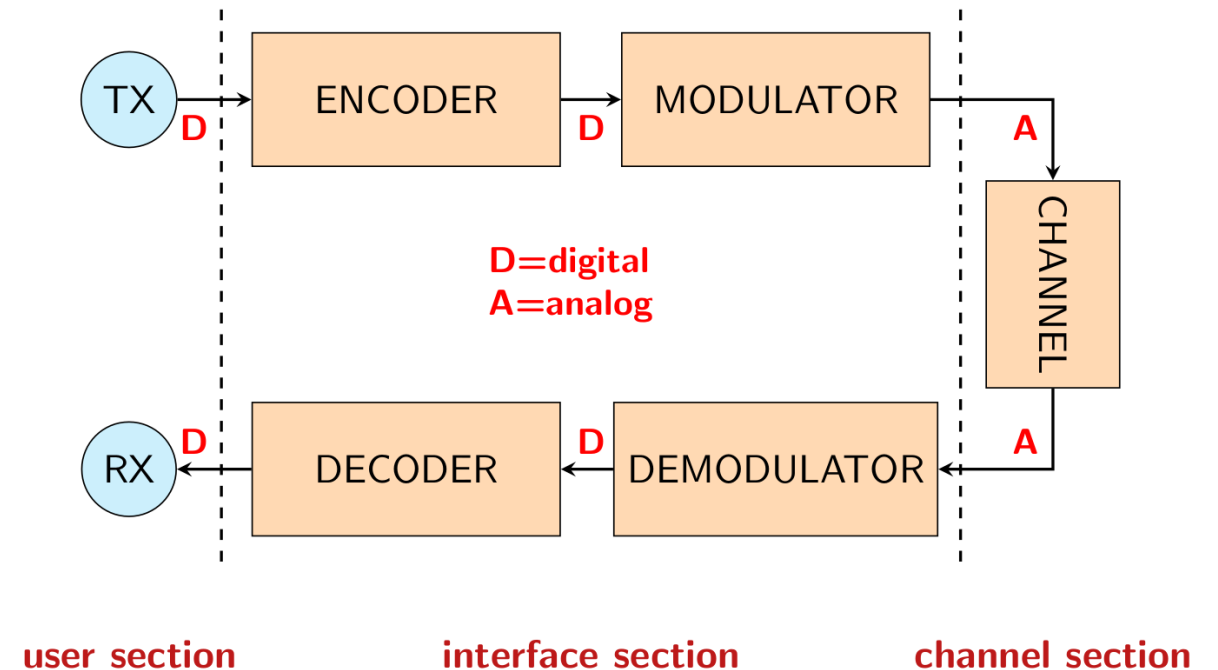 TX
ENCODER
MODULATOR
D
D
A
CHANNEL
D=digital
A=analog
D
D
A
RX
DECODER
DEMODULATOR
user section
interface section
channel section